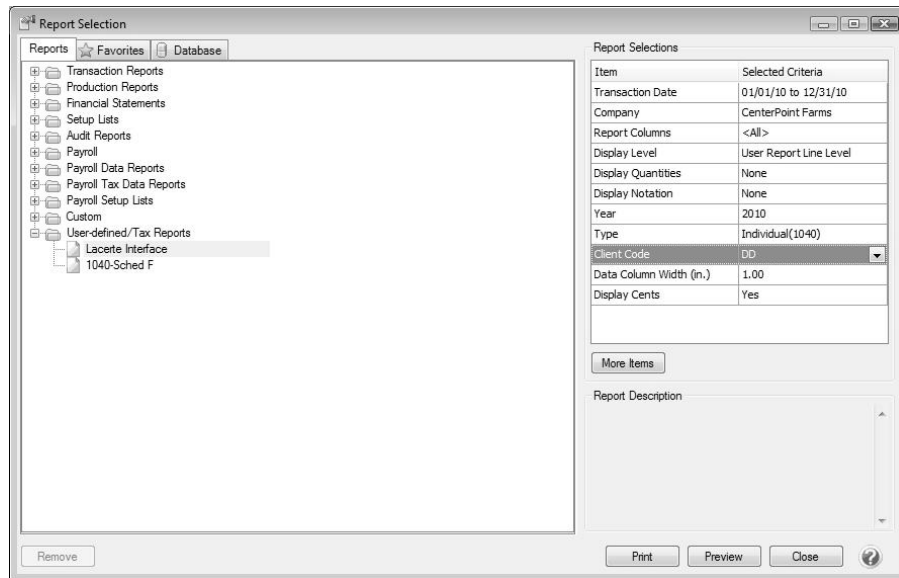 Report Selection
Reports Favorites Database
Transaction Reports
Production Reports
Financial Statements
Setup Lists
Audit Reports
Payroll
Payroll Data Reports
Payroll Tax Data Reports
Payroll Setup Lists
Custom
User-defined/Tax Reports
Lacerte Interface
1040-Sched F
Report Selections
Item Selected Criteria
Transaction Date 01/01/10 to 12/31/10
Company CenterPoint Farms
Report Columns <All>
Display Level User Report Line Level
Display Quantities None
Display Notation None
Year 2010
Type Individual(1040)
Client Code DD
Data Column Width (in.) 1.00
Display Cents Yes
More Items
Report Description
Remove Print Preview Close ?